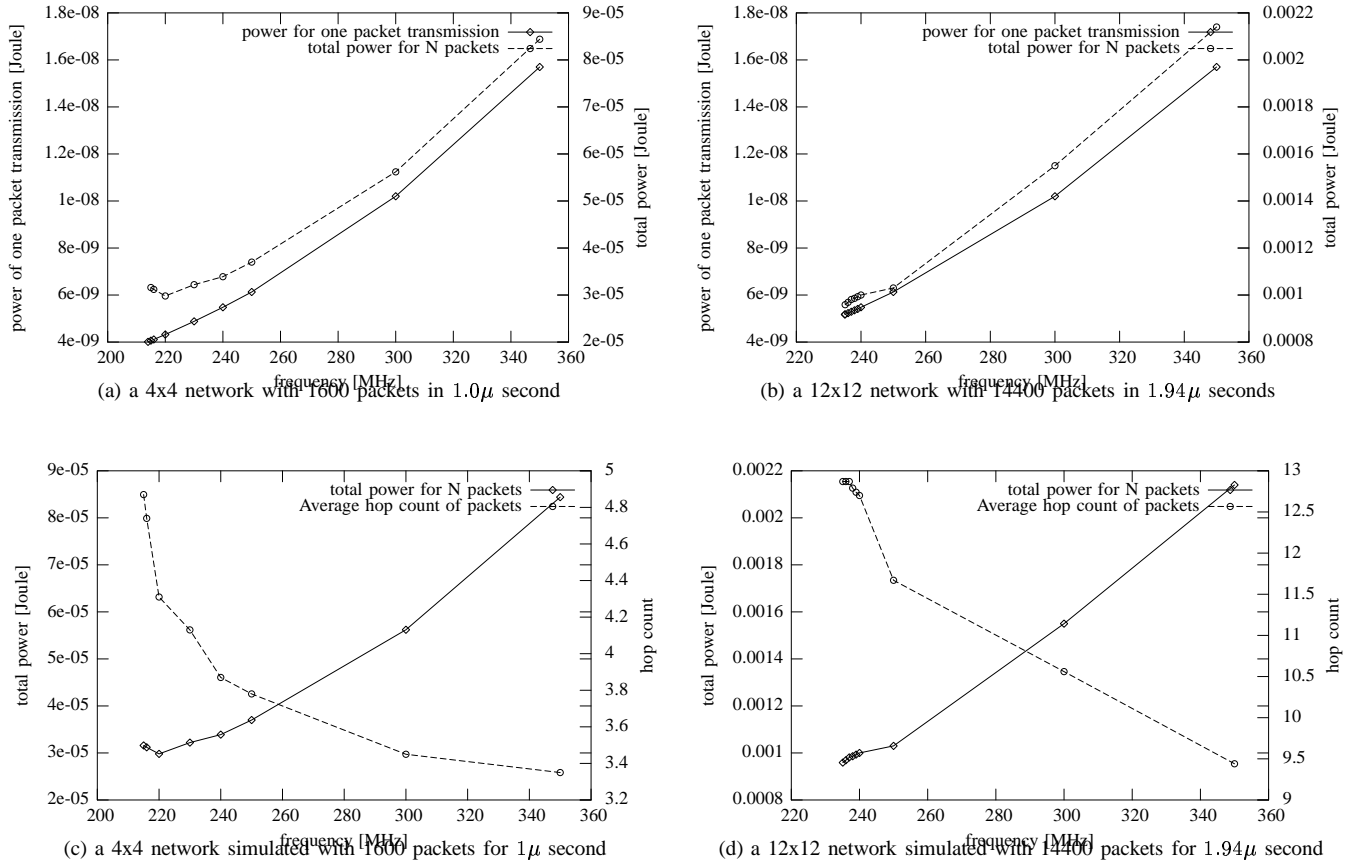 1.8e-08
1.6e-08
1.4e-08
1.2e-08
1e-08
8e-09
6e-09
4e-09
power of one packet transmission [Joule]
power for one packet transmission
total power for N packets
9e-05
8e-05
7e-05
6e-05
5e-05
4e-05
3e-05
2e-05
total power [Joule]
200 220 240 260 280 300 320 340 360
frequency [MHz]
(a) a 4x4 network with 1600 packets in 1.0μ second
1.8e-08
1.6e-08
1.4e-08
1.2e-08
1e-08
8e-09
6e-09
4e-09
power of one packet transmission [Joule]
power for one packet transmission
total power for N packets
0.0022
0.002
0.0018
0.0016
0.0014
0.0012
0.001
0.0008
total power [Joule]
220 240 260 280 300 320 340 360
frequency [MHz]
(b) a 12x12 network with 14400 packets in 1.94μ seconds
9e-05
8e-05
7e-05
6e-05
5e-05
4e-05
3e-05
2e-05
total power [Joule]
total power for N packets
Average hop count of packets
5
4.8
4.6
4.4
4.2
4
3.8
3.6
3.4
3.2
hop count
200 220 240 260 280 300 320 340 360
frequency [MHz]
(c) a 4x4 network simulated with 1600 packets for 1μ second
0.0022
0.002
0.0018
0.0016
0.0014
0.0012
0.001
0.0008
total power [Joule]
total power for N packets
Average hop count of packets
13
12.5
12
11.5
11
10.5
10
9.5
9
hop count
220 240 260 280 300 320 340 360
frequency [MHz]
(d) a 12x12 network simulated with 14400 packets for 1.94μ second